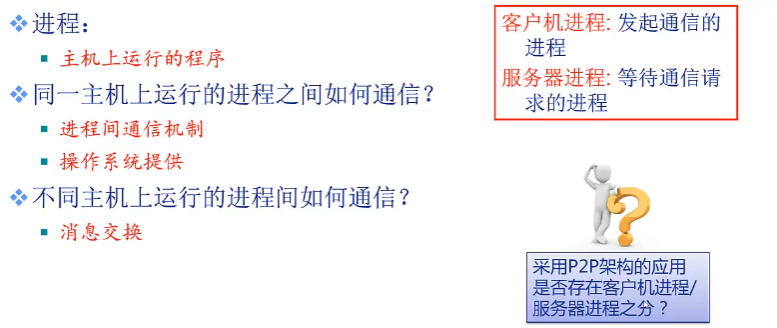 进程：
主机上运行的程序
同一主机上运行的进程之间如何通信？
进程间通信机制
操作系统提供
不同主机上运行的进程间如何通信？
消息交换
客户机进程: 发起通信的
进程
服务器进程: 等待通信请
求的进程
采用P2P架构的应用
是否存在客户机进程/
服务器进程之分？